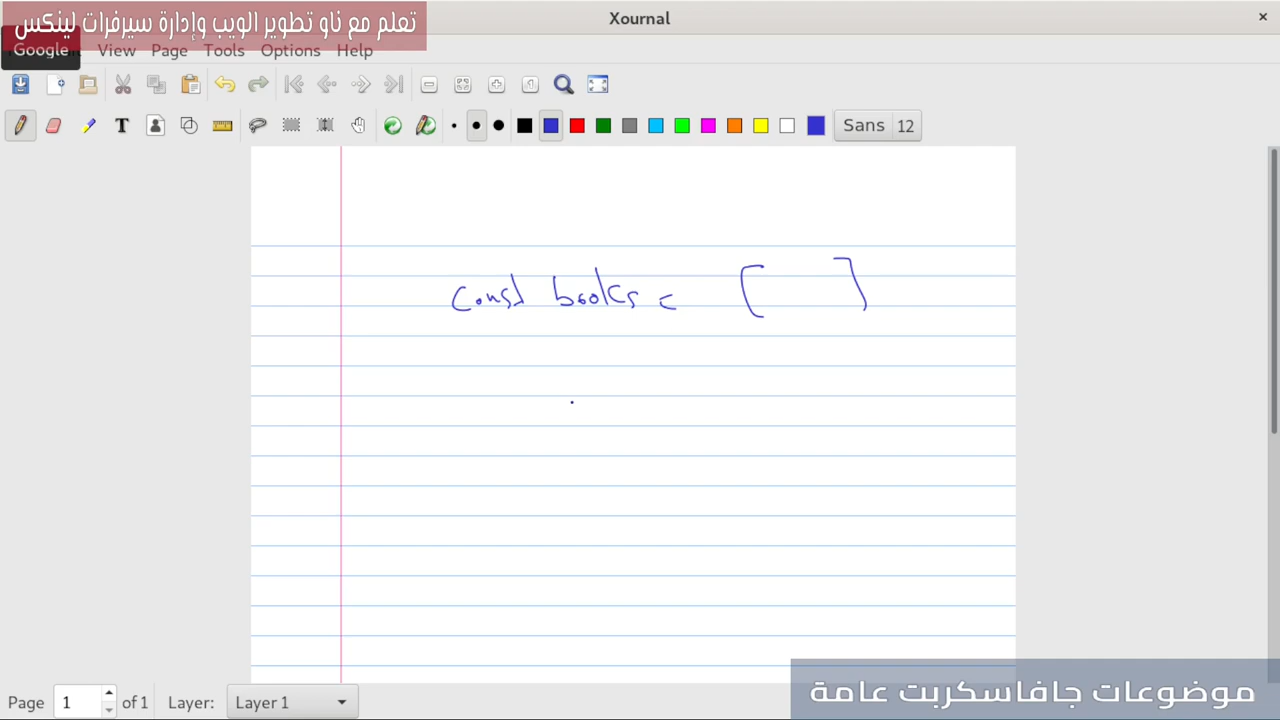 تعلم مع ناو تطوير الويب وإدارة سيرفرات لينكس
Xournal
Google
View Page Tools Options Help
Sans 12
const books = [ ]
Page 1 of 1 Layer: Layer 1
موضوعات جافاسكربت عامة